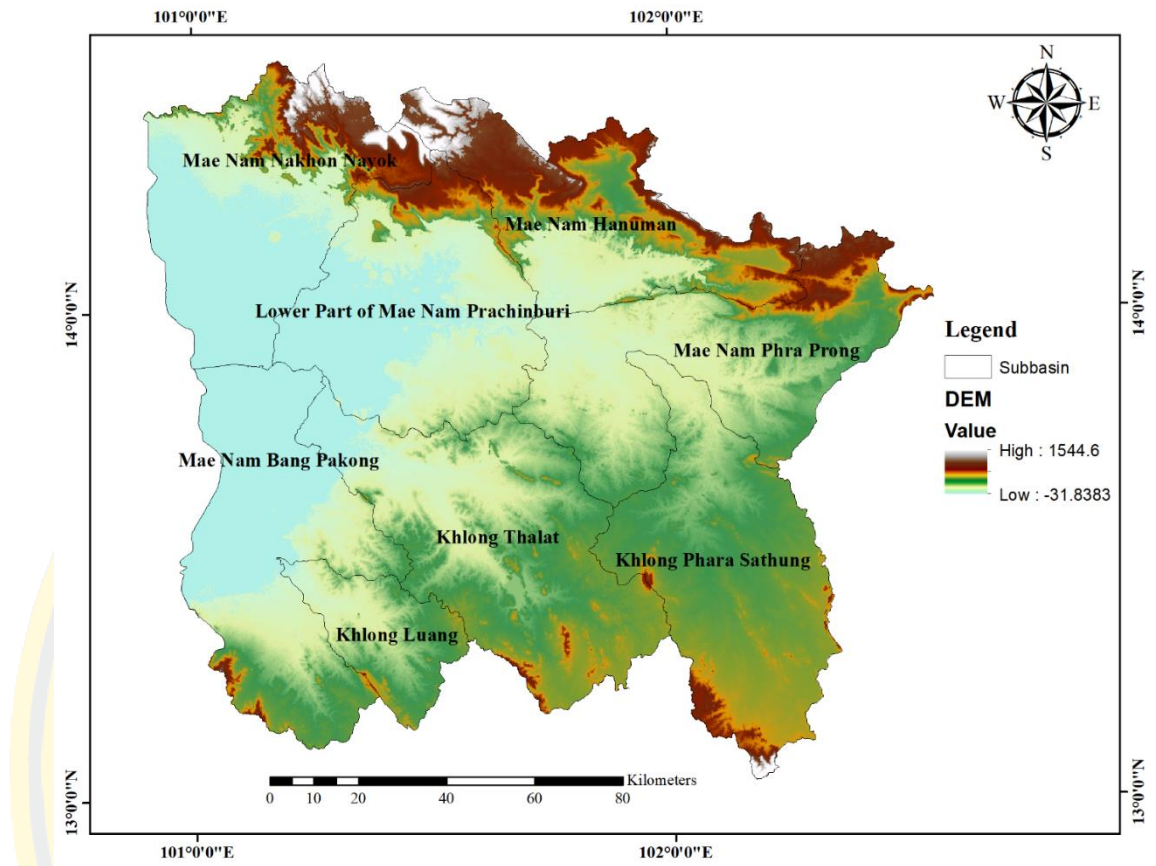 101°0'0"E 102°0'0"E
N
W E
S
Mae Nam Nakhon Nayok
Mae Nam Hanuman
Lower Part of Mae Nam Prachinburi
14°0'0"N
14°0'0"N
Mae Nam Phra Prong
Legend
Subbasin
DEM
Value
High : 1544.6
Low : -31.8383
Mae Nam Bang Pakong
Khlong Thalat
Khlong Phara Sathung
Khlong Luang
Kilometers
0 10 20 40 60 80
13°0'0"N
13°0'0"N
101°0'0"E 102°0'0"E